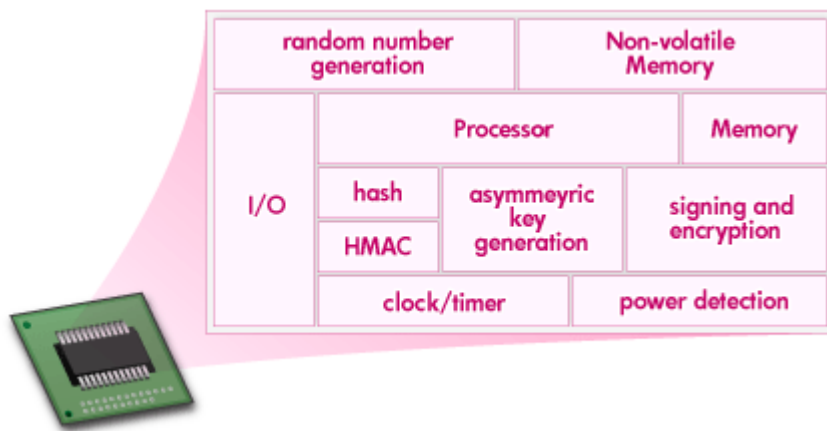 random number
generation
Non-volatile
Memory
I/O
Processor
Memory
hash
HMAC
asymmeyric
key
generation
signing and
encryption
clock/timer
power detection